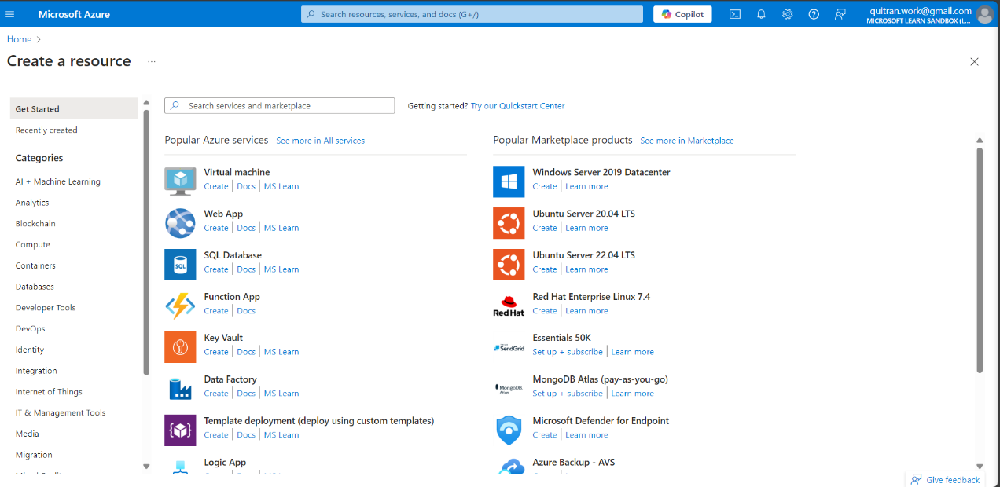 Microsoft Azure
Search resources, services, and docs (G+/)
Copilot
quitran.work@gmail.com
MICROSOFT LEARN SANDBOX (L...
Home >
Create a resource ...
Get Started
Recently created
Categories
AI + Machine Learning
Analytics
Blockchain
Compute
Containers
Databases
Developer Tools
DevOps
Identity
Integration
Internet of Things
IT & Management Tools
Media
Migration
Search services and marketplace
Getting started? Try our Quickstart Center
Popular Azure services See more in All services
Virtual machine
Create | Docs | MS Learn
Web App
Create | Docs | MS Learn
SQL
SQL Database
Create | Docs | MS Learn
Function App
Create | Docs
Key Vault
Create | Docs | MS Learn
Data Factory
Create | Docs | MS Learn
Template deployment (deploy using custom templates)
Create | Docs | MS Learn
Logic App
Popular Marketplace products See more in Marketplace
Windows Server 2019 Datacenter
Create | Learn more
Ubuntu Server 20.04 LTS
Create | Learn more
Ubuntu Server 22.04 LTS
Create | Learn more
Red Hat
Red Hat Enterprise Linux 7.4
Create | Learn more
SendGrid
Essentials 50K
Set up + subscribe | Learn more
MongoDB.
Atlas
MongoDB Atlas (pay-as-you-go)
Set up + subscribe | Learn more
Microsoft Defender for Endpoint
Create | Learn more
Azure Backup - AVS
Give feedback